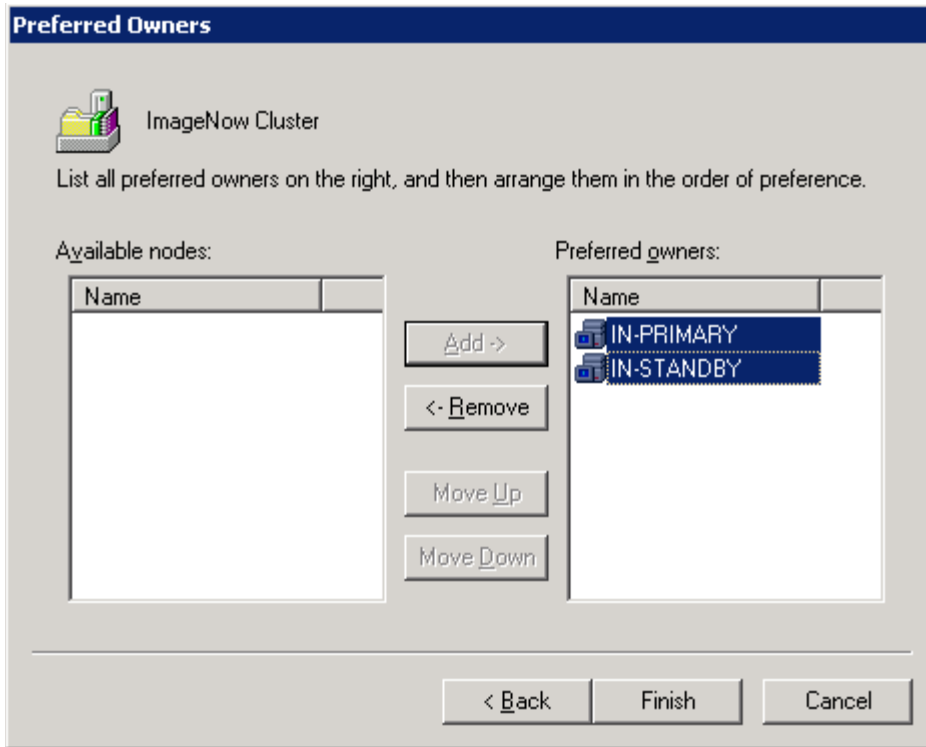 Preferred Owners
ImageNow Cluster
List all preferred owners on the right, and then arrange them in the order of preference.
Available nodes:
Preferred owners:
Name
Name
IN-PRIMARY
IN-STANDBY
Add ->
<- Remove
Move Up
Move Down
< Back
Finish
Cancel